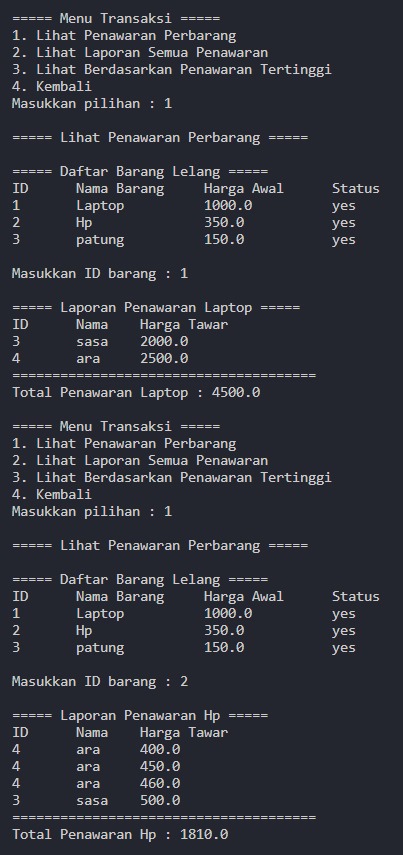 ===== Menu Transaksi =====
1. Lihat Penawaran Perbarang
2. Lihat Laporan Semua Penawaran
3. Lihat Berdasarkan Penawaran Tertinggi
4. Kembali
Masukkan pilihan : 1

===== Lihat Penawaran Perbarang =====

===== Daftar Barang Lelang =====
ID      Nama Barang     Harga Awal      Status
1       Laptop          1000.0          yes
2       Hp              350.0           yes
3       patung          150.0           yes

Masukkan ID barang : 1

===== Laporan Penawaran Laptop =====
ID      Nama    Harga Tawar
3       sasa    2000.0
4       ara     2500.0
======================================
Total Penawaran Laptop : 4500.0

===== Menu Transaksi =====
1. Lihat Penawaran Perbarang
2. Lihat Laporan Semua Penawaran
3. Lihat Berdasarkan Penawaran Tertinggi
4. Kembali
Masukkan pilihan : 1

===== Lihat Penawaran Perbarang =====

===== Daftar Barang Lelang =====
ID      Nama Barang     Harga Awal      Status
1       Laptop          1000.0          yes
2       Hp              350.0           yes
3       patung          150.0           yes

Masukkan ID barang : 2

===== Laporan Penawaran Hp =====
ID      Nama    Harga Tawar
4       ara     400.0
4       ara     450.0
4       ara     460.0
3       sasa    500.0
======================================
Total Penawaran Hp : 1810.0